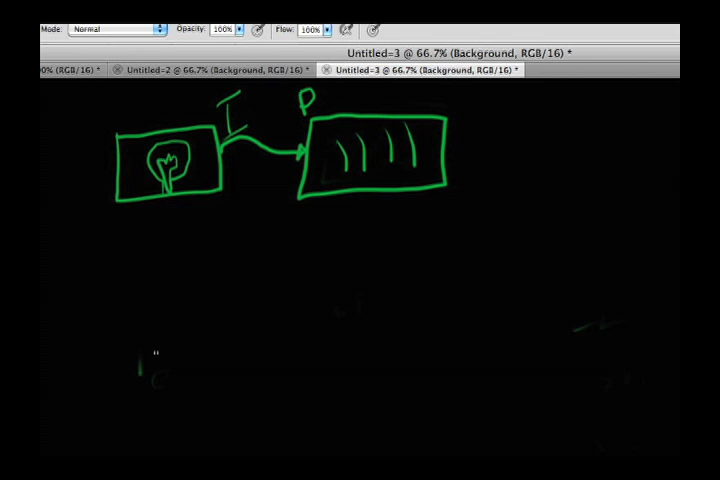 Mode: Normal Opacity: 100% Flow: 100%
Untitled=3 @ 66.7% (Background, RGB/16) *
0% (RGB/16) * Untitled=2 @ 66.7% (Background, RGB/16) * Untitled=3 @ 66.7% (Background, RGB/16) *
I P